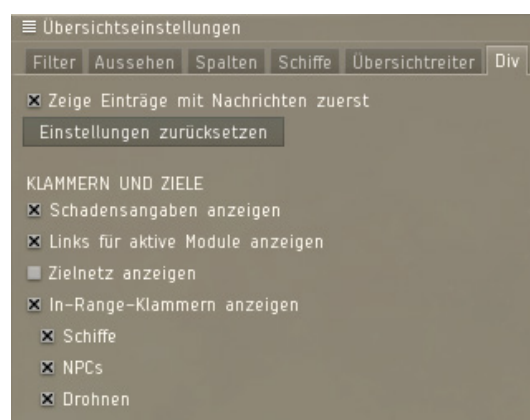 Übersichtseinstellungen
Filter Aussehen Spalten Schiffe Übersichtreiter Div
Zeige Einträge mit Nachrichten zuerst
Einstellungen zurücksetzen
KLAMMERN UND ZIELE
Schadensangaben anzeigen
Links für aktive Module anzeigen
Zielnetz anzeigen
In-Range-Klammern anzeigen
Schiffe
NPCs
Drohnen